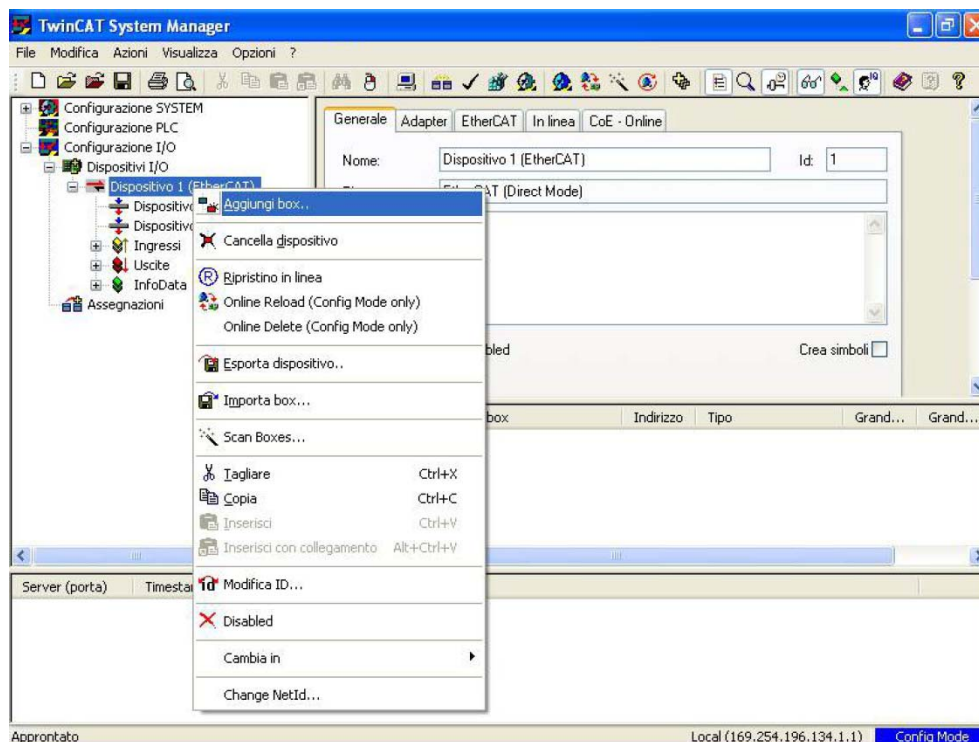 TwinCAT System Manager
File Modifica Azioni Visualizza Opzioni ?
Configurazione SYSTEM
Configurazione PLC
Configurazione I/O
Dispositivi I/O
Dispositivo 1 (EtherCAT)
Ingressi
Uscite
InfoData
Assegnazioni
Generale Adapter EtherCAT In linea CoE - Online
Nome: Dispositivo 1 (EtherCAT) Id: 1
(Direct Mode)
Crea simboli
Aggiungi box..
Cancella dispositivo
Ripristino in linea
Online Reload (Config Mode only)
Online Delete (Config Mode only)
Esporta dispositivo..
Importa box...
Scan Boxes...
Tagliare Ctrl+X
Copia Ctrl+C
Inserisci Ctrl+V
Inserisci con collegamento Alt+Ctrl+V
Modifica ID...
Disabled
Cambia in
Change NetId...
box Indirizzo Tipo Grand... Grand...
Server (porta)
Approntato Local (169.254.196.134.1.1) Config Mode